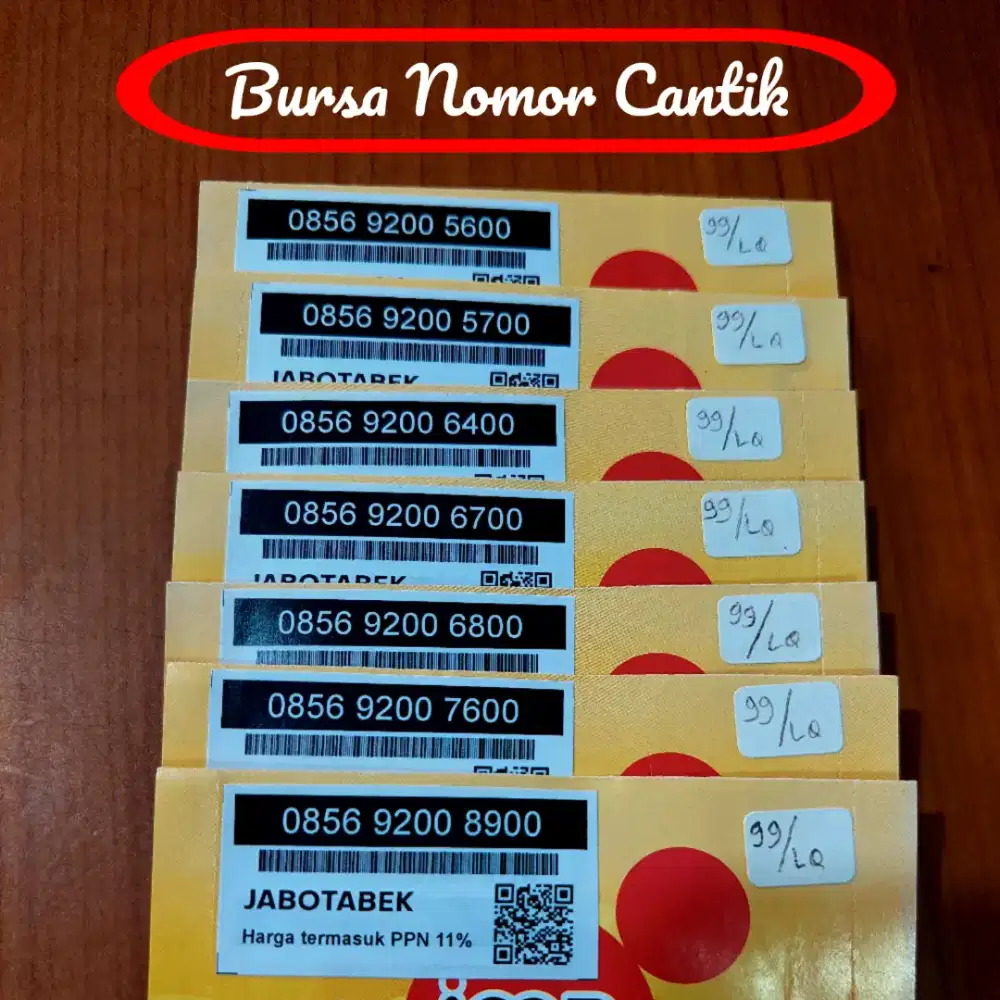 Bursa Nomor Cantik
0856 9200 5600
99/LQ
0856 9200 5700
99/LQ
JABOTABEK
0856 9200 6400
99/LQ
0856 9200 6700
99/LQ
JABOTABEK
0856 9200 6800
99/LQ
0856 9200 7600
99/LQ
0856 9200 8900
99/LQ
JABOTABEK
Harga termasuk PPN 11%